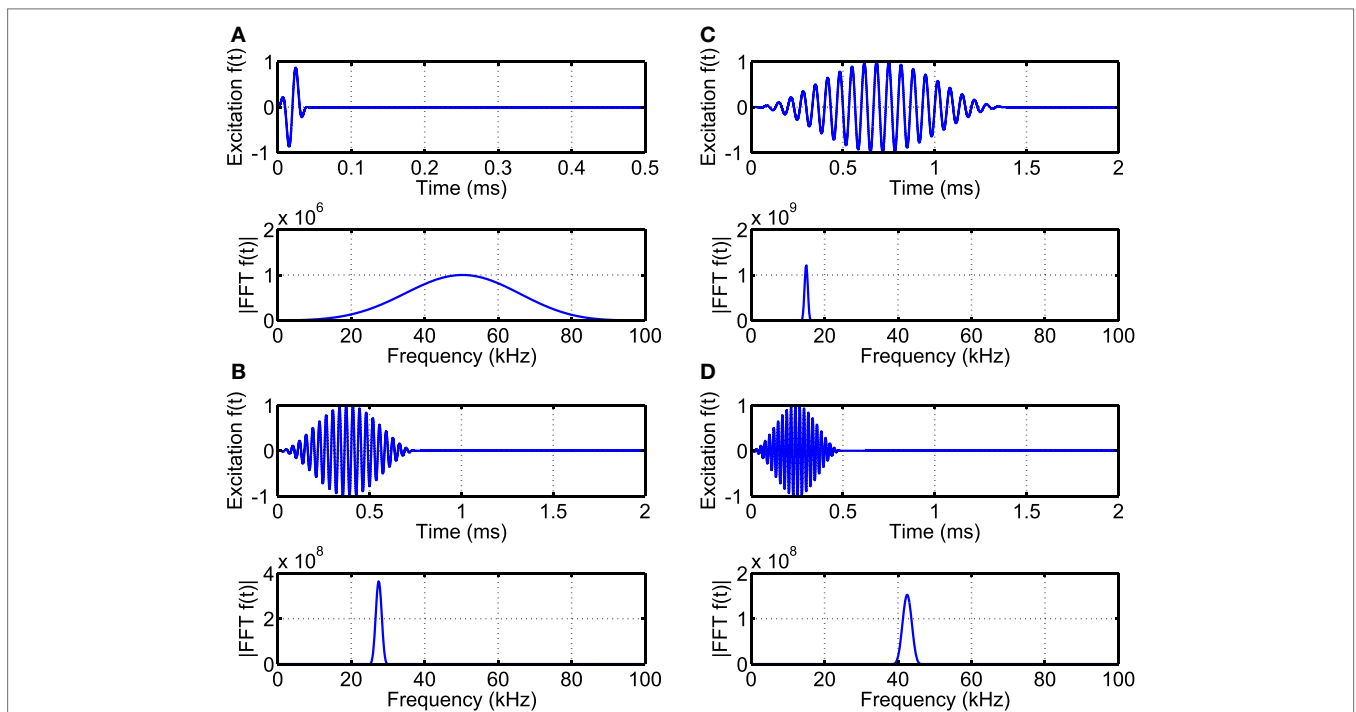 A
Excitation f(t)
1
0
-1
0 0.1 0.2 0.3 0.4 0.5
Time (ms)
x 10^6
|FFT f(t)|
2
1
0
0 20 40 60 80 100
Frequency (kHz)
B
Excitation f(t)
1
0
-1
0 0.5 1 1.5 2
Time (ms)
x 10^8
|FFT f(t)|
4
2
0
0 20 40 60 80 100
Frequency (kHz)
C
Excitation f(t)
1
0
-1
0 0.5 1 1.5 2
Time (ms)
x 10^9
|FFT f(t)|
2
1
0
0 20 40 60 80 100
Frequency (kHz)
D
Excitation f(t)
1
0
-1
0 0.5 1 1.5 2
Time (ms)
x 10^8
|FFT f(t)|
2
1
0
0 20 40 60 80 100
Frequency (kHz)